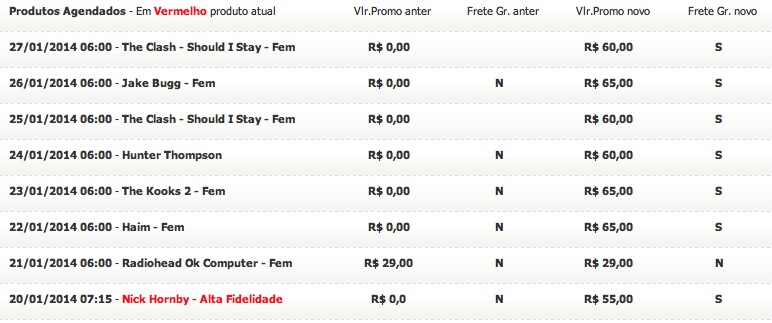 Produtos Agendados - Em Vermelho produto atual Vlr.Promo anter Frete Gr. anter Vlr.Promo novo Frete Gr. novo
27/01/2014 06:00 - The Clash - Should I Stay - Fem R$ 0,00 R$ 60,00 S
26/01/2014 06:00 - Jake Bugg - Fem R$ 0,00 N R$ 65,00 S
25/01/2014 06:00 - The Clash - Should I Stay - Fem R$ 0,00 R$ 60,00 S
24/01/2014 06:00 - Hunter Thompson R$ 0,00 N R$ 60,00 S
23/01/2014 06:00 - The Kooks 2 - Fem R$ 0,00 N R$ 65,00 S
22/01/2014 06:00 - Haim - Fem R$ 0,00 N R$ 65,00 S
21/01/2014 06:00 - Radiohead Ok Computer - Fem R$ 29,00 N R$ 29,00 N
20/01/2014 07:15 - Nick Hornby - Alta Fidelidade R$ 0,0 N R$ 55,00 S